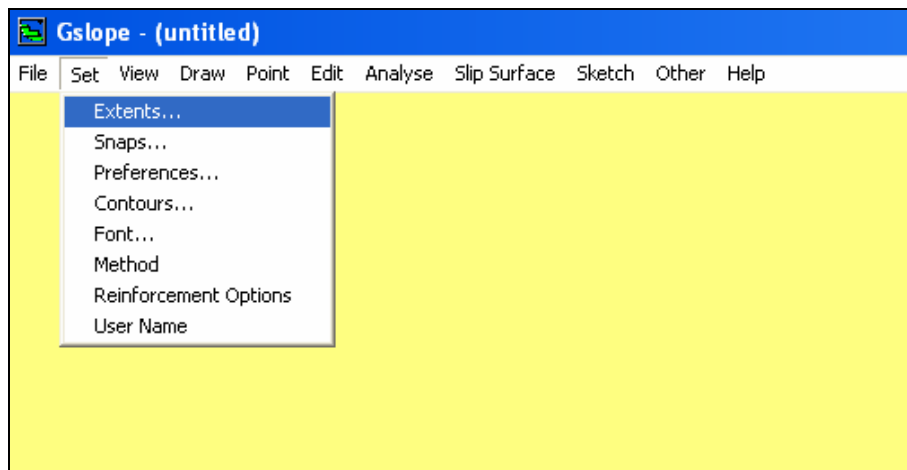 Gslope - (untitled)
File Set View Draw Point Edit Analyse Slip Surface Sketch Other Help
Extents...
Snaps...
Preferences...
Contours...
Font...
Method
Reinforcement Options
User Name